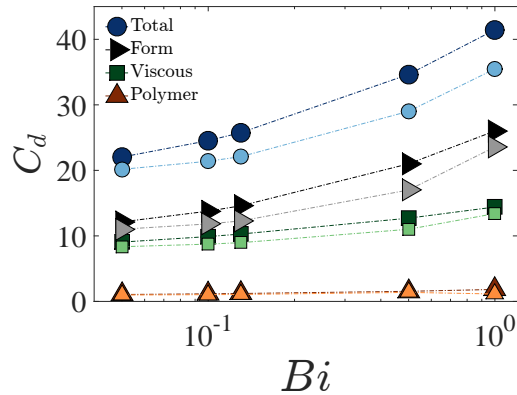 Total
Form
Viscous
Polymer
40
30
20
10
0
C_d
10^{-1}
10^{0}
Bi